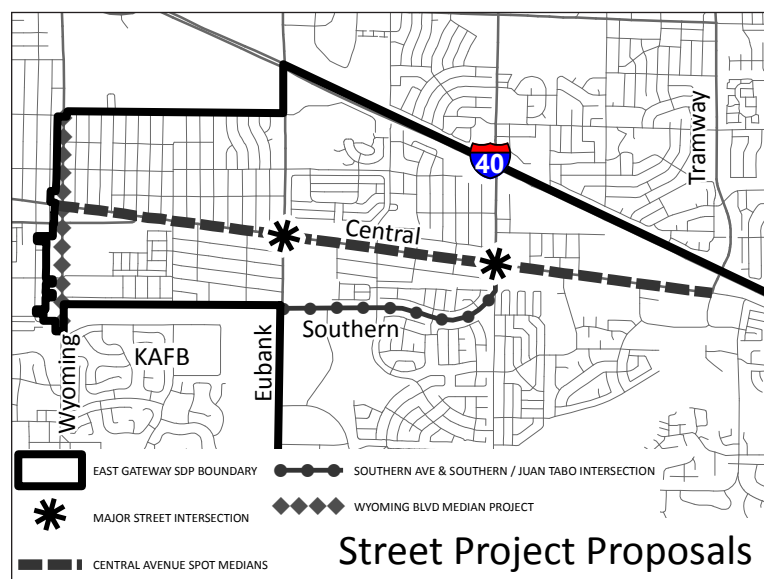 Tramway
40
Central
Southern
Eubank
KAFB
Wyoming
EAST GATEWAY SDP BOUNDARY
SOUTHERN AVE & SOUTHERN / JUAN TABO INTERSECTION
MAJOR STREET INTERSECTION
WYOMING BLVD MEDIAN PROJECT
CENTRAL AVENUE SPOT MEDIANS
Street Project Proposals